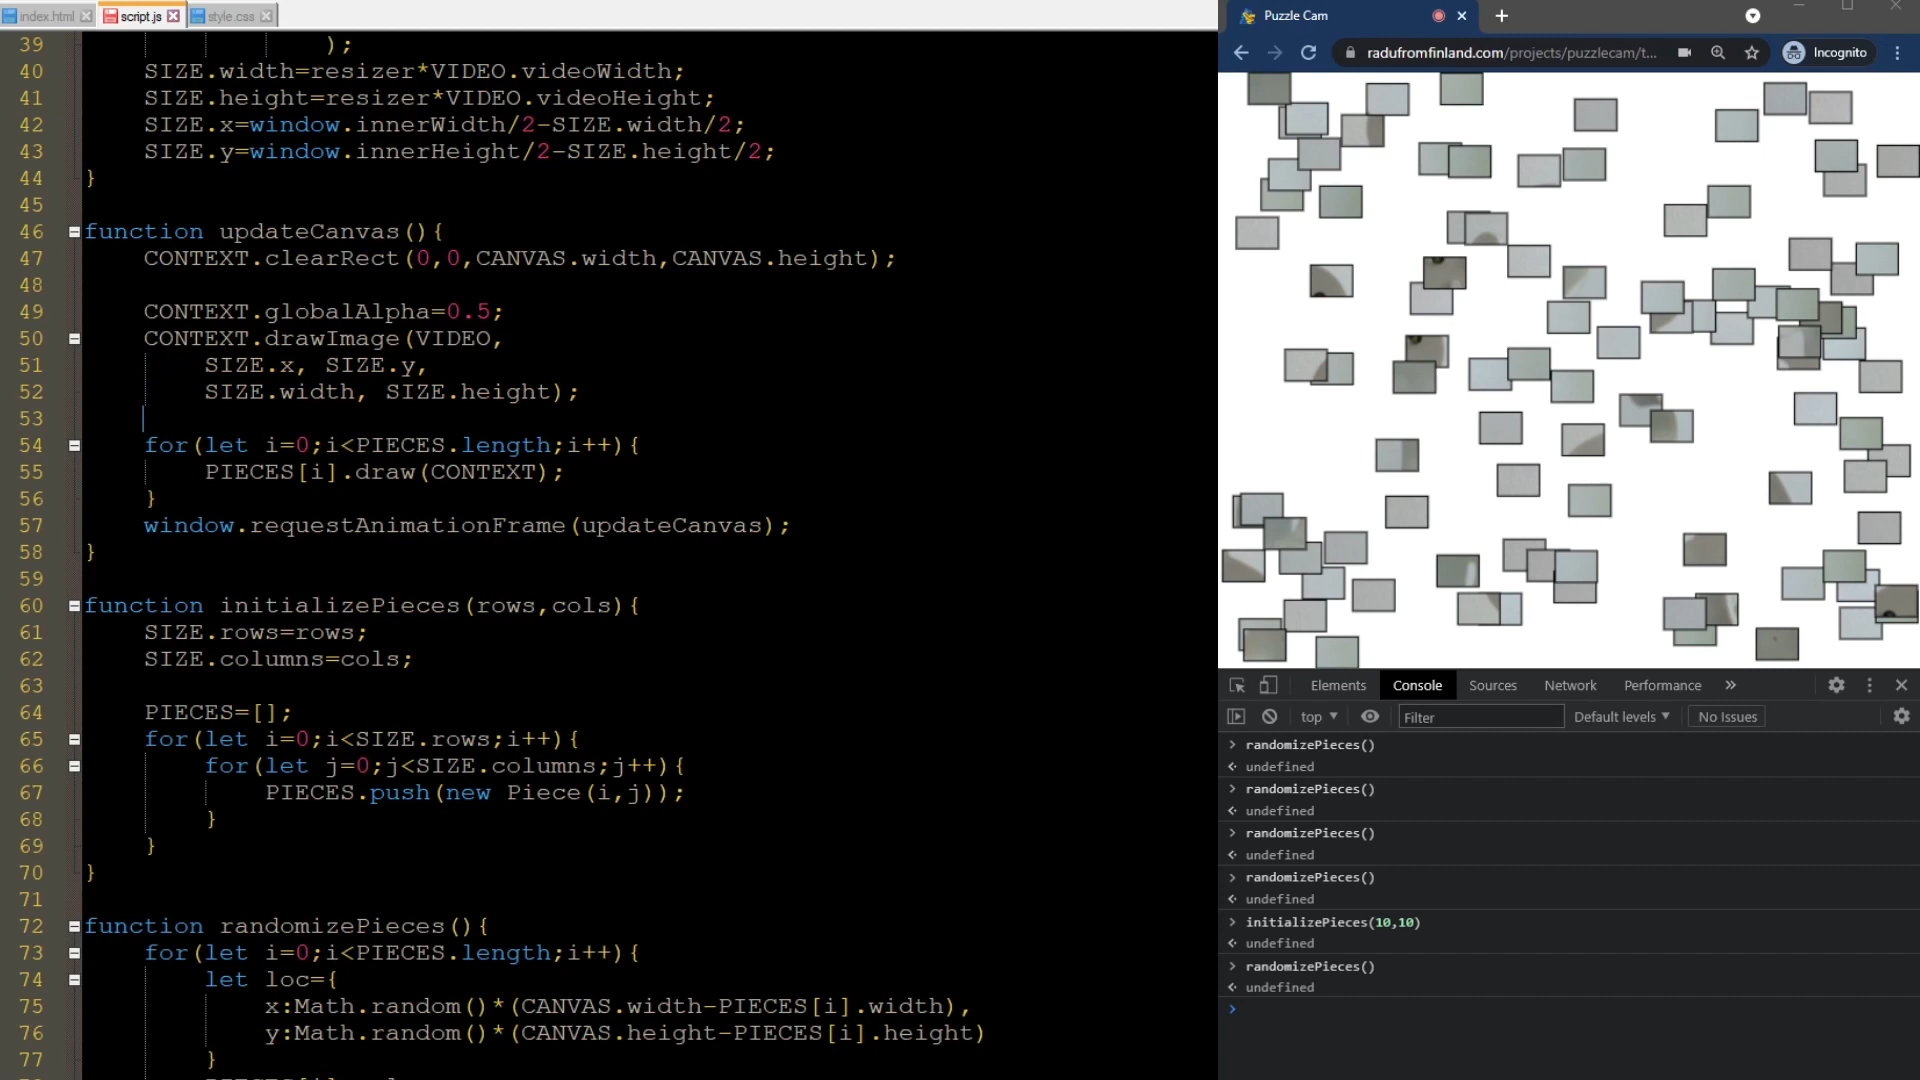 index.html
script.js
style.css
39 );
40 SIZE.width=resizer*VIDEO.videoWidth;
41 SIZE.height=resizer*VIDEO.videoHeight;
42 SIZE.x=window.innerWidth/2-SIZE.width/2;
43 SIZE.y=window.innerHeight/2-SIZE.height/2;
44 }
45
46 function updateCanvas(){
47 CONTEXT.clearRect(0,0,CANVAS.width,CANVAS.height);
48
49 CONTEXT.globalAlpha=0.5;
50 CONTEXT.drawImage(VIDEO,
51 SIZE.x, SIZE.y,
52 SIZE.width, SIZE.height);
53
54 for(let i=0;i<PIECES.length;i++){
55 PIECES[i].draw(CONTEXT);
56 }
57 window.requestAnimationFrame(updateCanvas);
58 }
59
60 function initializePieces(rows,cols){
61 SIZE.rows=rows;
62 SIZE.columns=cols;
63
64 PIECES=[];
65 for(let i=0;i<SIZE.rows;i++){
66 for(let j=0;j<SIZE.columns;j++){
67 PIECES.push(new Piece(i,j));
68 }
69 }
70 }
71
72 function randomizePieces(){
73 for(let i=0;i<PIECES.length;i++){
74 let loc={
75 x:Math.random()*(CANVAS.width-PIECES[i].width),
76 y:Math.random()*(CANVAS.height-PIECES[i].height)
77 }
Puzzle Cam
radufromfinland.com/projects/puzzlecam/t...
Incognito
Elements Console Sources Network Performance »
top Filter Default levels No Issues
> randomizePieces()
undefined
> randomizePieces()
undefined
> randomizePieces()
undefined
> randomizePieces()
undefined
> initializePieces(10,10)
undefined
> randomizePieces()
undefined
>